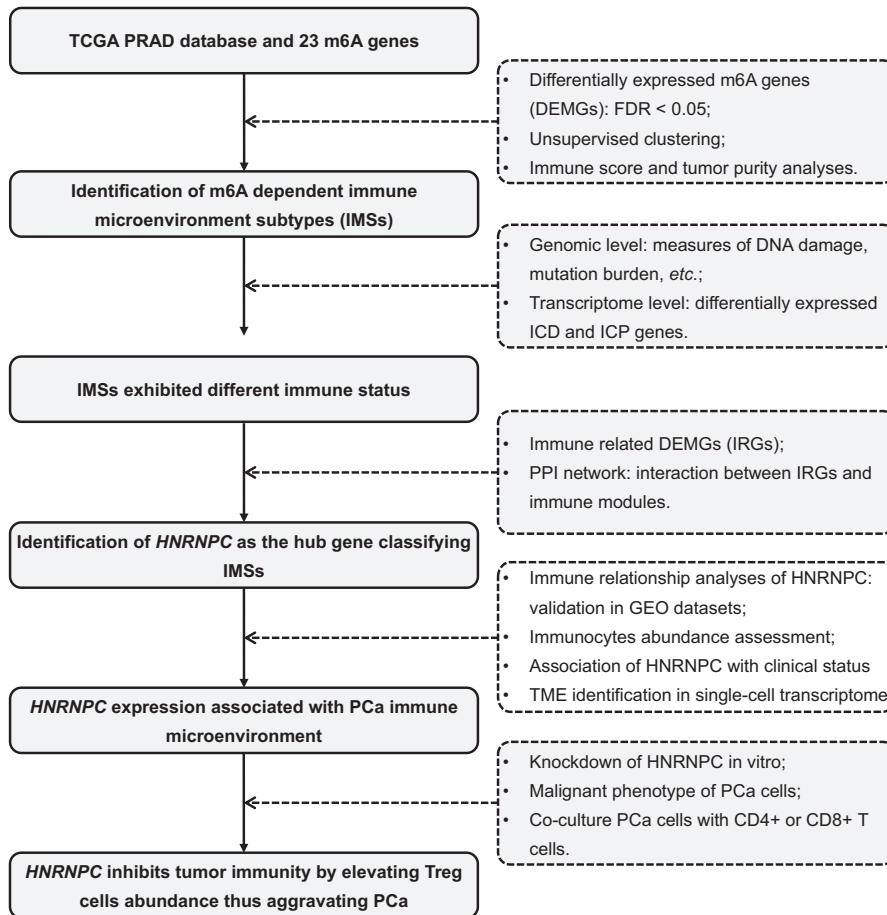 TCGA PRAD database and 23 m6A genes
• Differentially expressed m6A genes
(DEMGs): FDR < 0.05;
• Unsupervised clustering;
• Immune score and tumor purity analyses.
Identification of m6A dependent immune
microenvironment subtypes (IMSs)
• Genomic level: measures of DNA damage,
mutation burden, etc.;
• Transcriptome level: differentially expressed
ICD and ICP genes.
IMSs exhibited different immune status
• Immune related DEMGs (IRGs);
• PPI network: interaction between IRGs and
immune modules.
Identification of HNRNPC as the hub gene classifying
IMSs
• Immune relationship analyses of HNRNPC:
validation in GEO datasets;
• Immunocytes abundance assessment;
• Association of HNRNPC with clinical status
• TME identification in single-cell transcriptome
HNRNPC expression associated with PCa immune
microenvironment
• Knockdown of HNRNPC in vitro;
• Malignant phenotype of PCa cells;
• Co-culture PCa cells with CD4+ or CD8+ T
cells.
HNRNPC inhibits tumor immunity by elevating Treg
cells abundance thus aggravating PCa